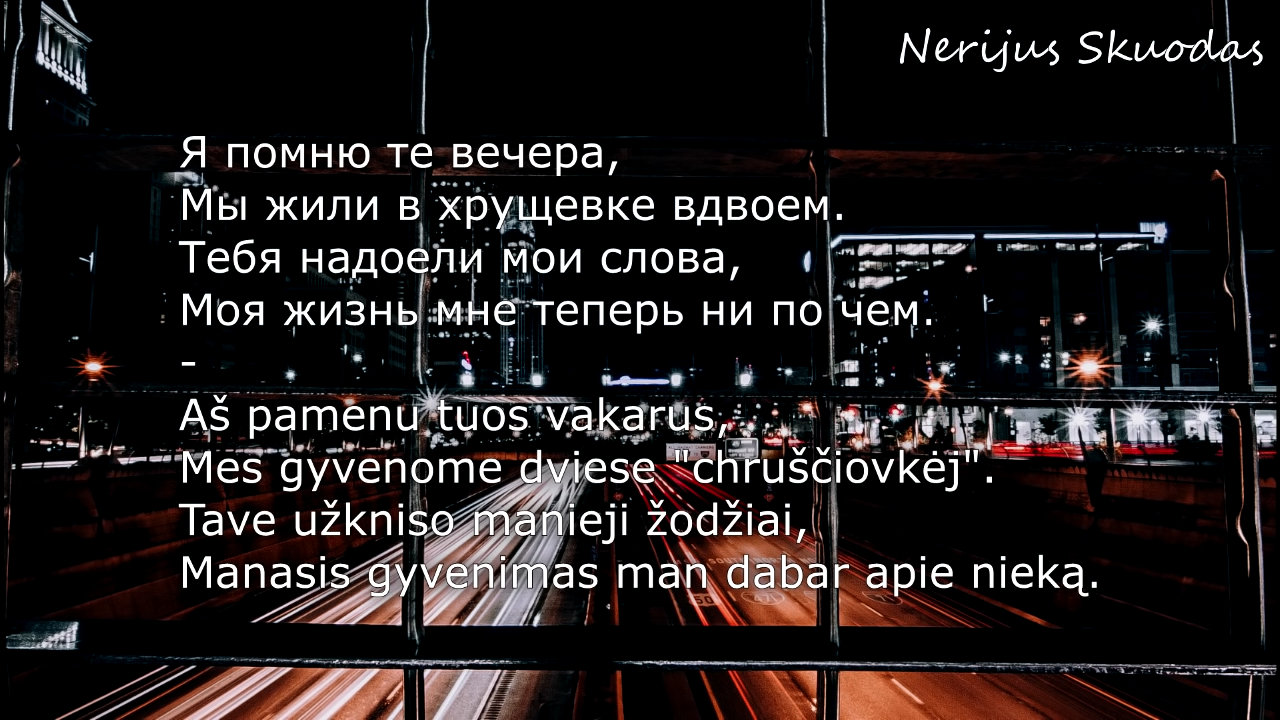 Nerijus Skuodas
Я помню те вечера,
Мы жили в хрущевке вдвоем.
Тебя надоели мои слова,
Моя жизнь мне теперь ни по чем.
-
Aš pamenu tuos vakarus,
Mes gyvenome dviese "chruščiovkėj".
Tave užkniso manieji žodžiai,
Manasis gyvenimas man dabar apie nieką.